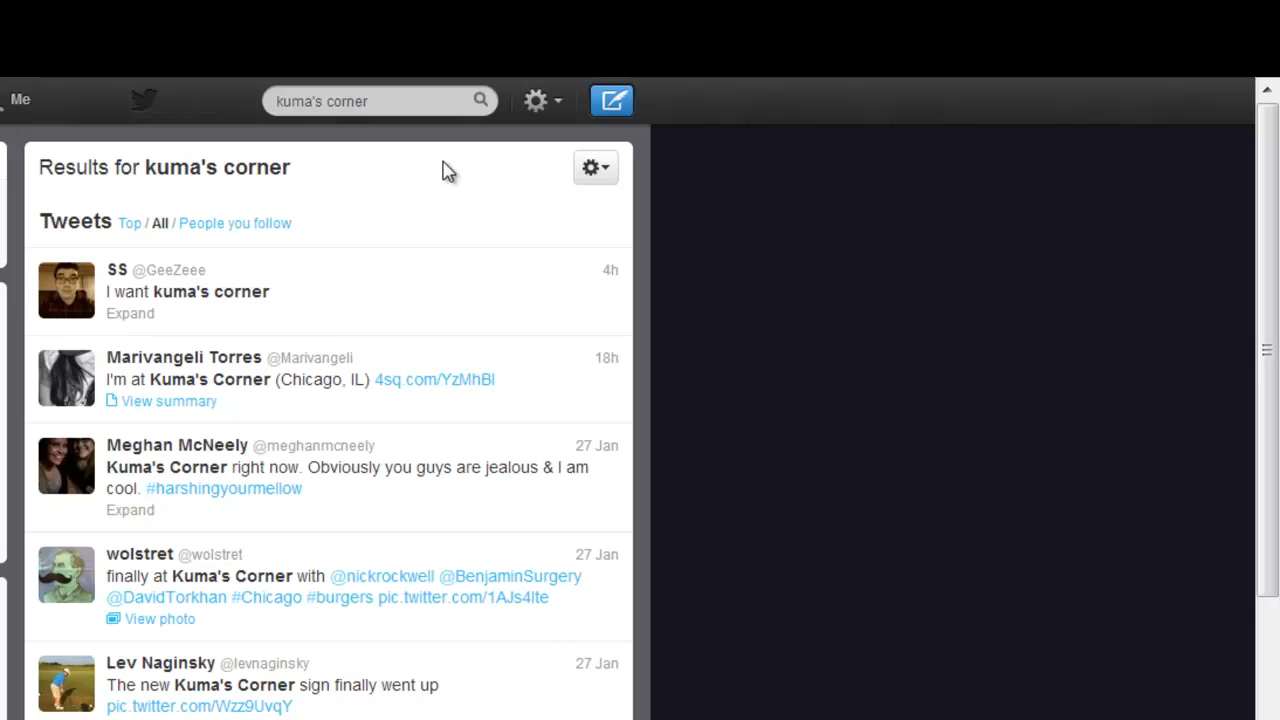 Me
kuma's corner
Results for kuma's corner
Tweets Top / All / People you follow
SS @GeeZeee 4h
I want kuma's corner
Expand
Marivangeli Torres @Marivangeli 18h
I'm at Kuma's Corner (Chicago, IL) 4sq.com/YzMhBl
View summary
Meghan McNeely @meghanmcneely 27 Jan
Kuma's Corner right now. Obviously you guys are jealous & I am
cool. #harshingyourmellow
Expand
wolstret @wolstret 27 Jan
finally at Kuma's Corner with @nickrockwell @BenjaminSurgery
@DavidTorkhan #Chicago #burgers pic.twitter.com/1AJs4lte
View photo
Lev Naginsky @levnaginsky 27 Jan
The new Kuma's Corner sign finally went up
pic.twitter.com/Wzz9UvqY